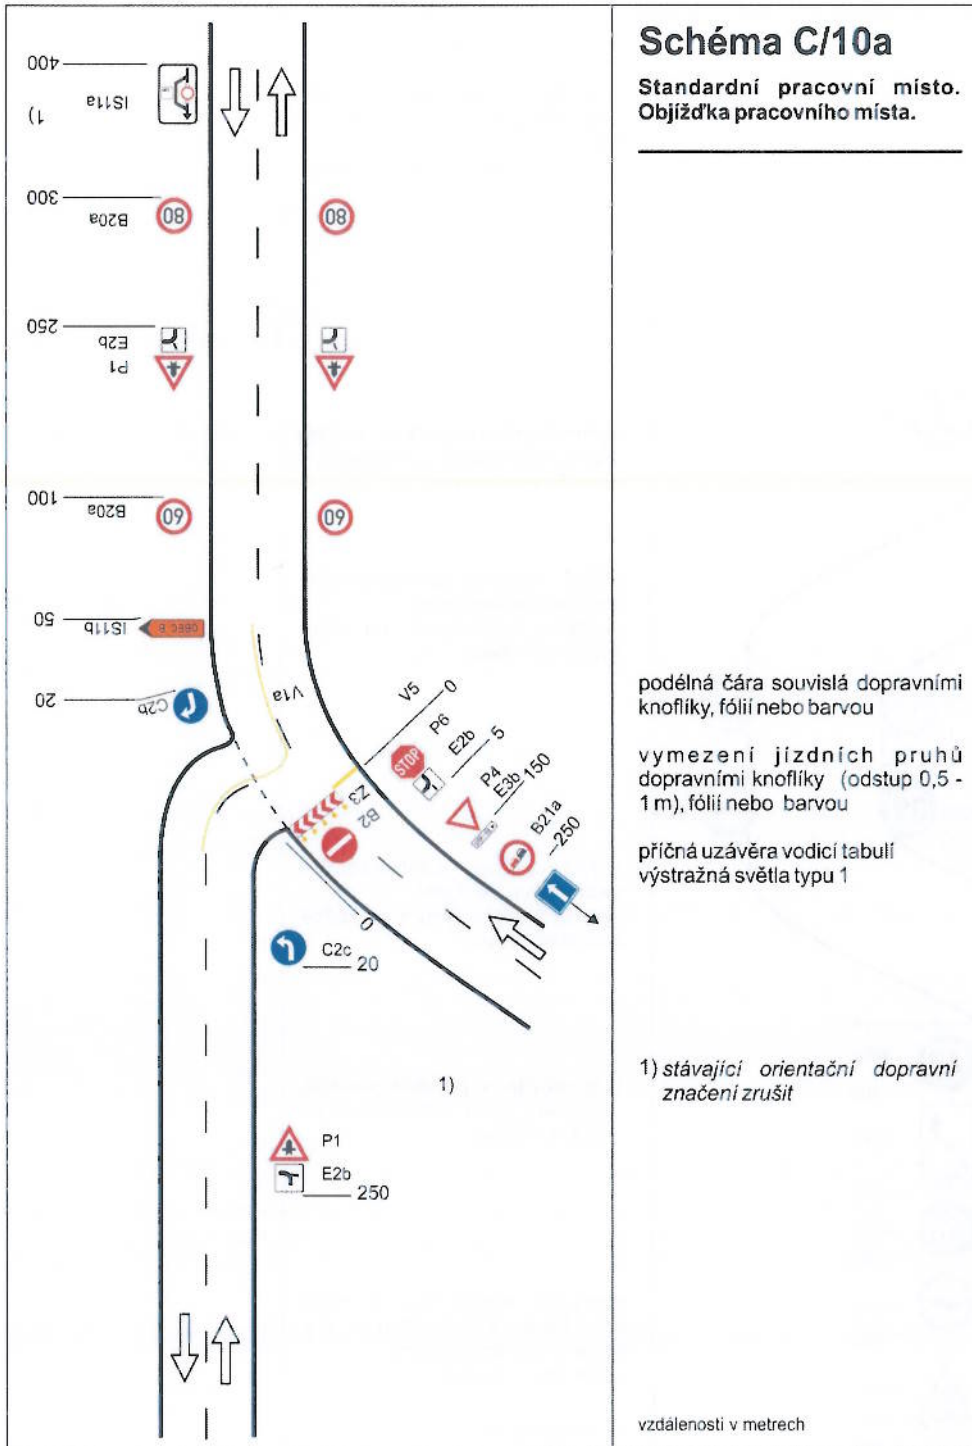 Schéma C/10a
Standardní pracovní místo.
Objížďka pracovního místa.
400
IS11a
1)
300
B20a
80
80
250
E2b
P1
100
B20a
60
60
50
IS11b
OBEC B
20
C2b
V1a
V5
0
P6
STOP
E2b
5
P4
E3b
150
B21a
250
Z3
B2
0
C2c
20
1)
P1
E2b
250
podélná čára souvislá dopravními
knoflíky, fólií nebo barvou
vymezení jízdních pruhů
dopravními knoflíky (odstup 0,5 -
1 m), fólií nebo barvou
příčná uzávěra vodicí tabulí
výstražná světla typu 1
1) stávající orientační dopravní
značení zrušit
vzdálenosti v metrech